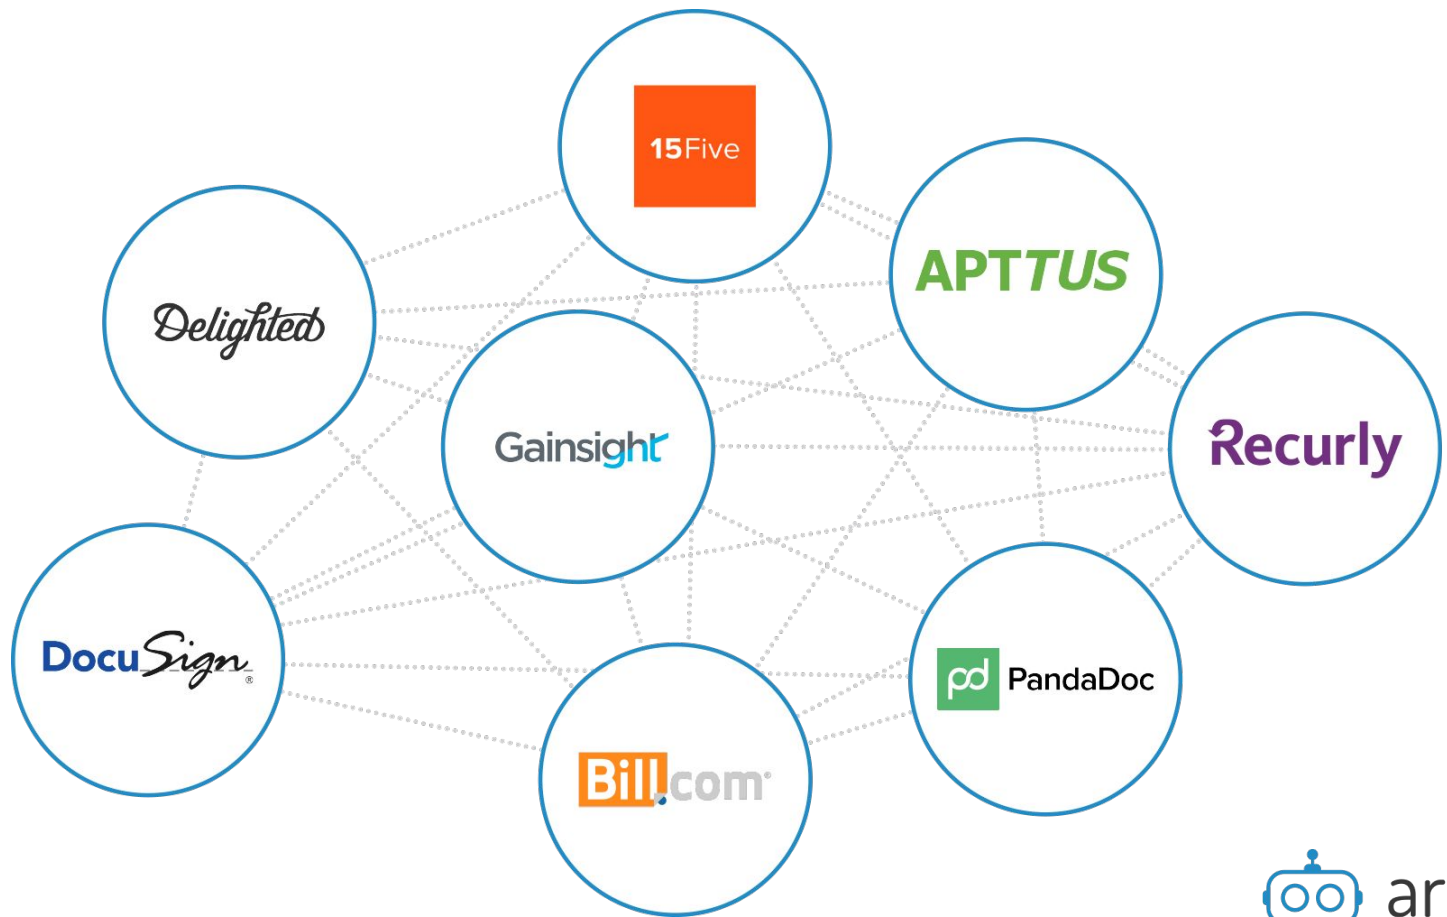 15Five
APTTUS
Delighted
Gainsight
Recurly
DocuSign®
PandaDoc
Bill.com®
ar